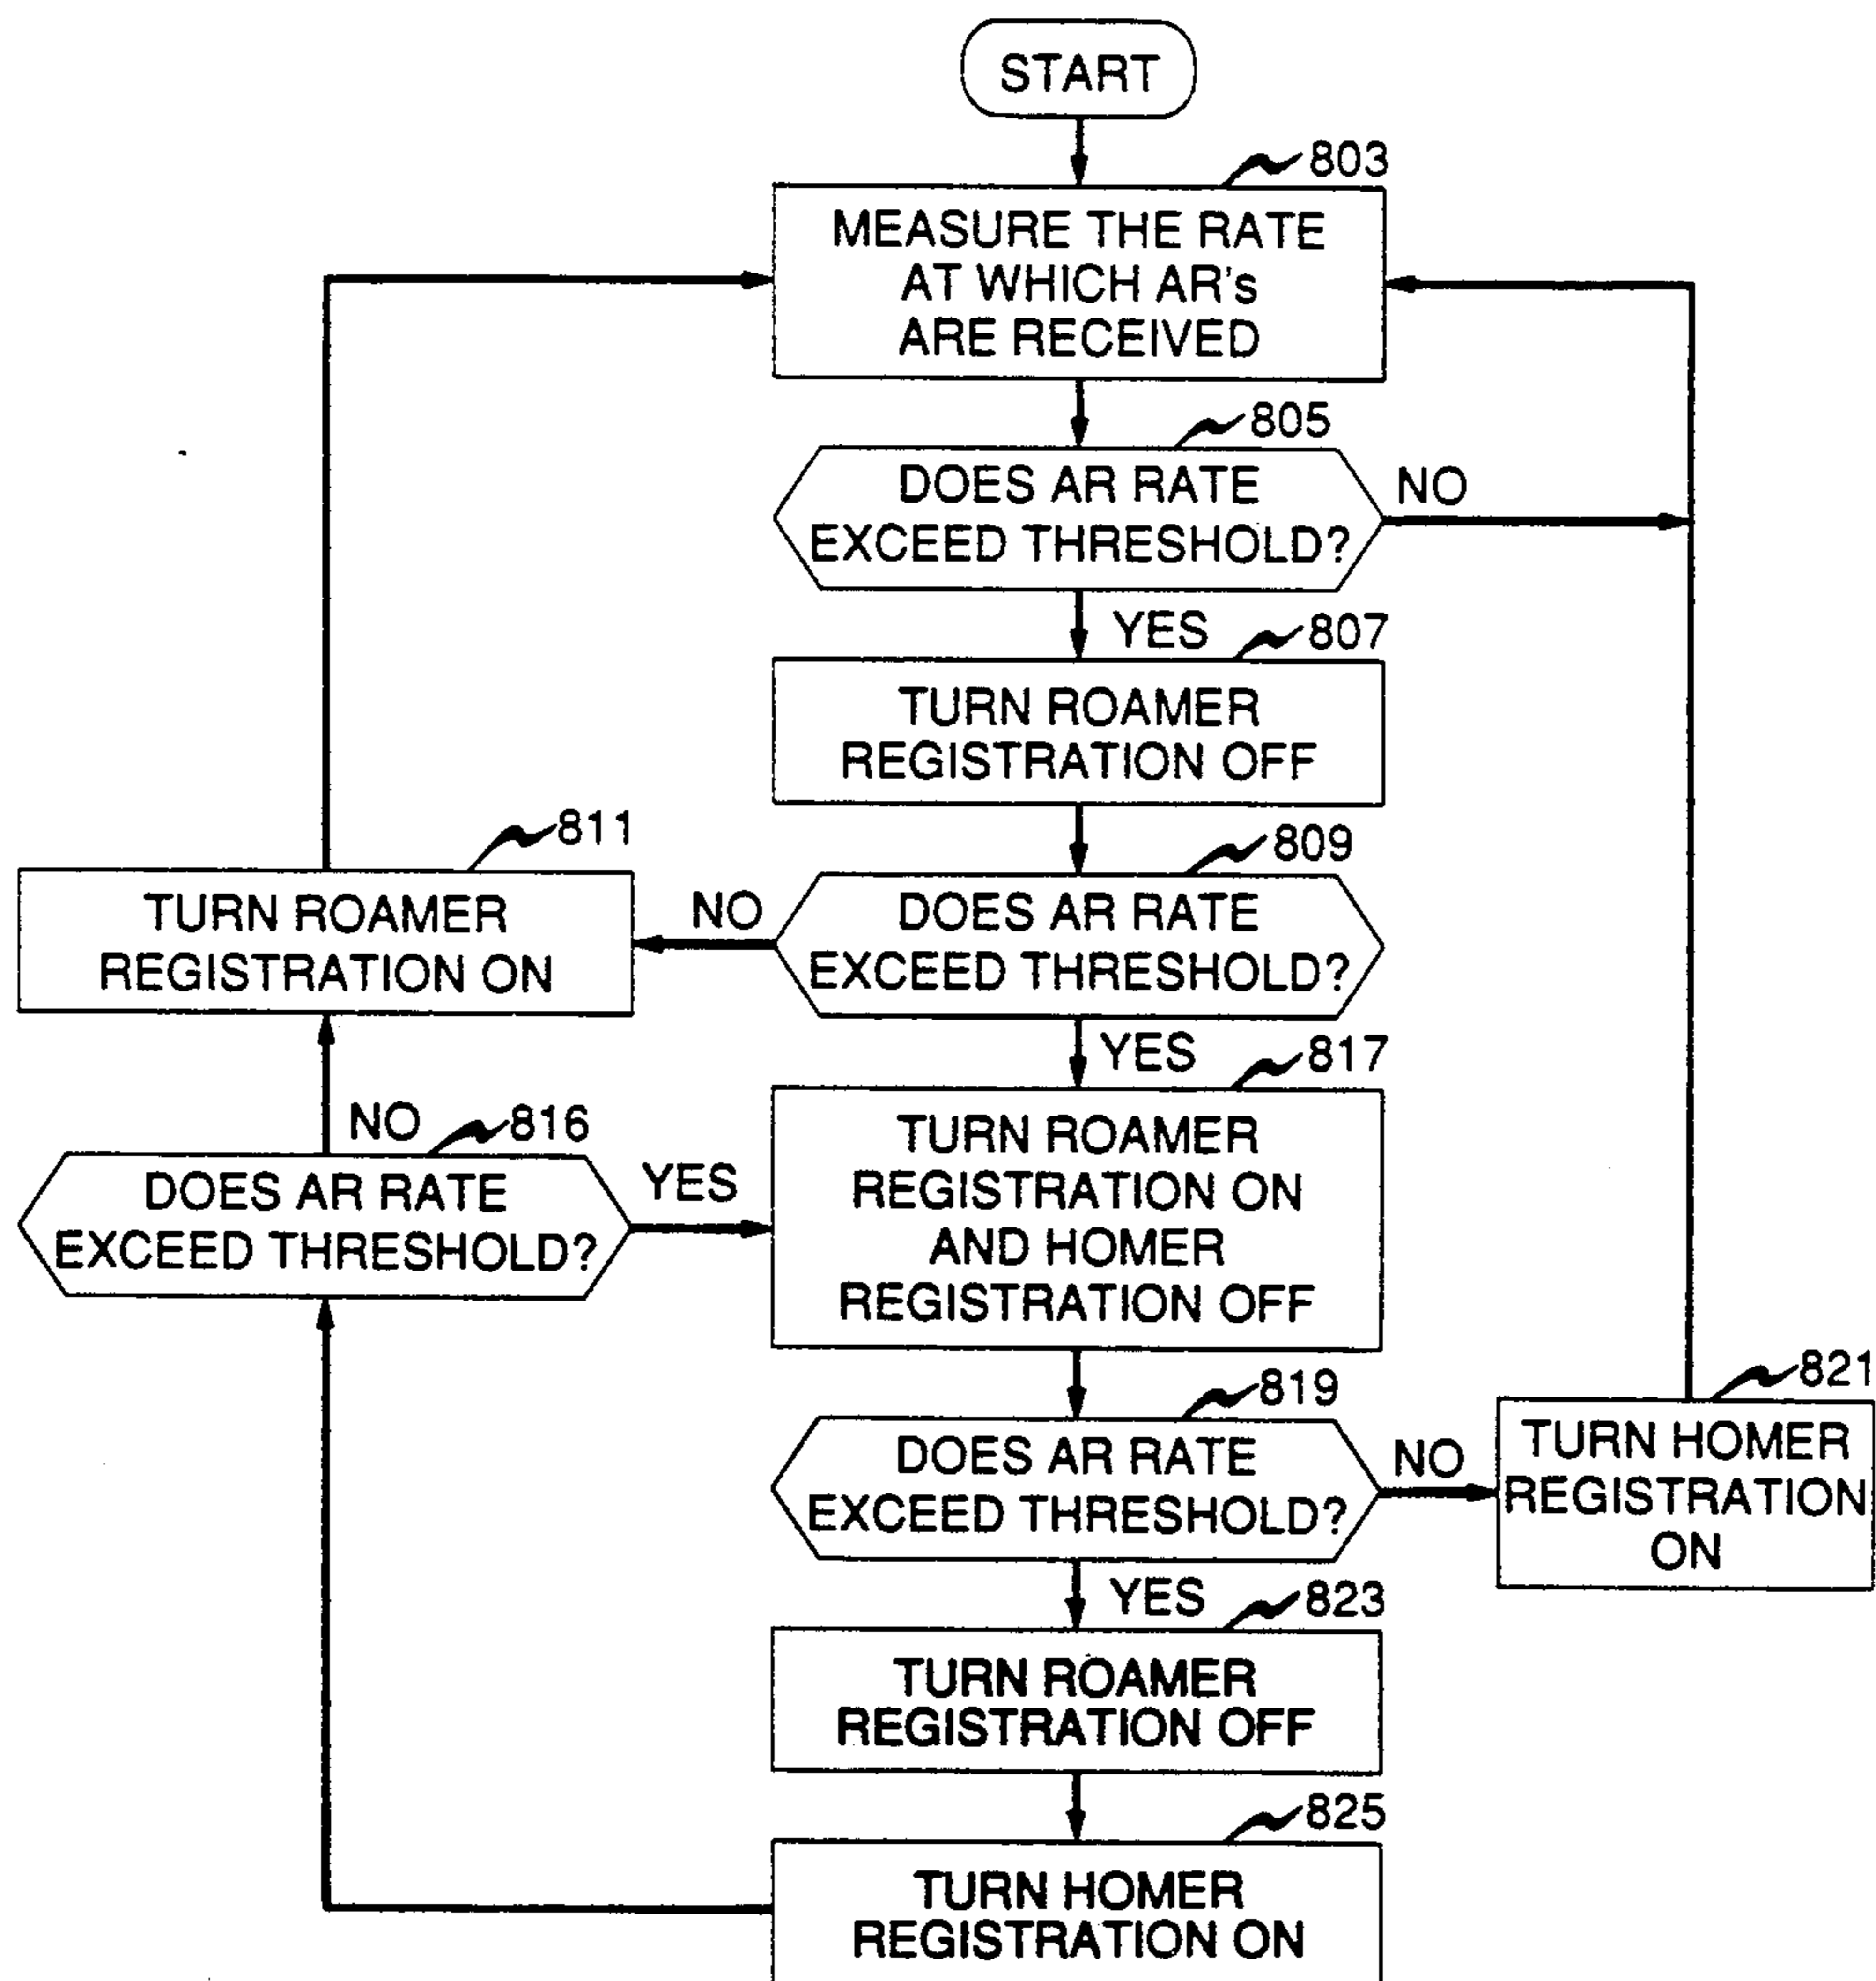 START
803
MEASURE THE RATE
AT WHICH AR's
ARE RECEIVED
805
DOES AR RATE
EXCEED THRESHOLD?
NO
YES
807
TURN ROAMER
REGISTRATION OFF
811
TURN ROAMER
REGISTRATION ON
809
NO
DOES AR RATE
EXCEED THRESHOLD?
YES
817
TURN ROAMER
REGISTRATION ON
AND HOMER
REGISTRATION OFF
NO
816
DOES AR RATE
EXCEED THRESHOLD?
YES
819
DOES AR RATE
EXCEED THRESHOLD?
NO
821
TURN HOMER
REGISTRATION
ON
YES
823
TURN ROAMER
REGISTRATION OFF
825
TURN HOMER
REGISTRATION ON